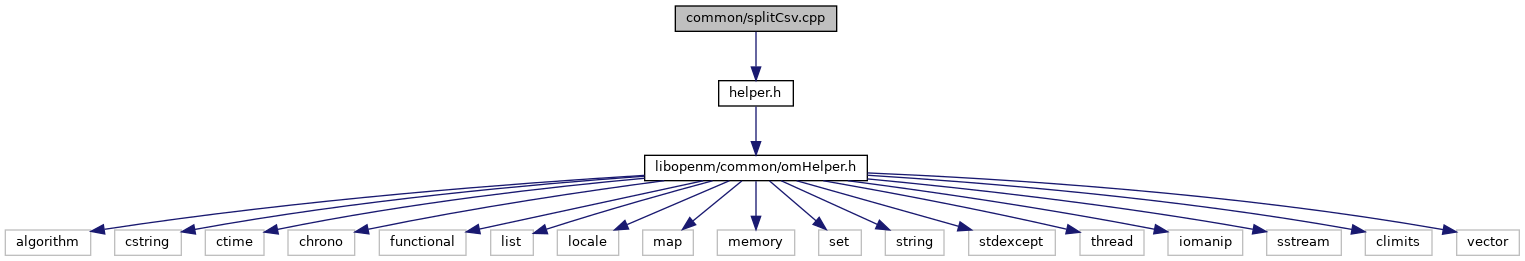 common/splitCsv.cpp
helper.h
libopenm/common/omHelper.h
algorithm cstring ctime chrono functional list locale map memory set string stdexcept thread iomanip sstream climits vector